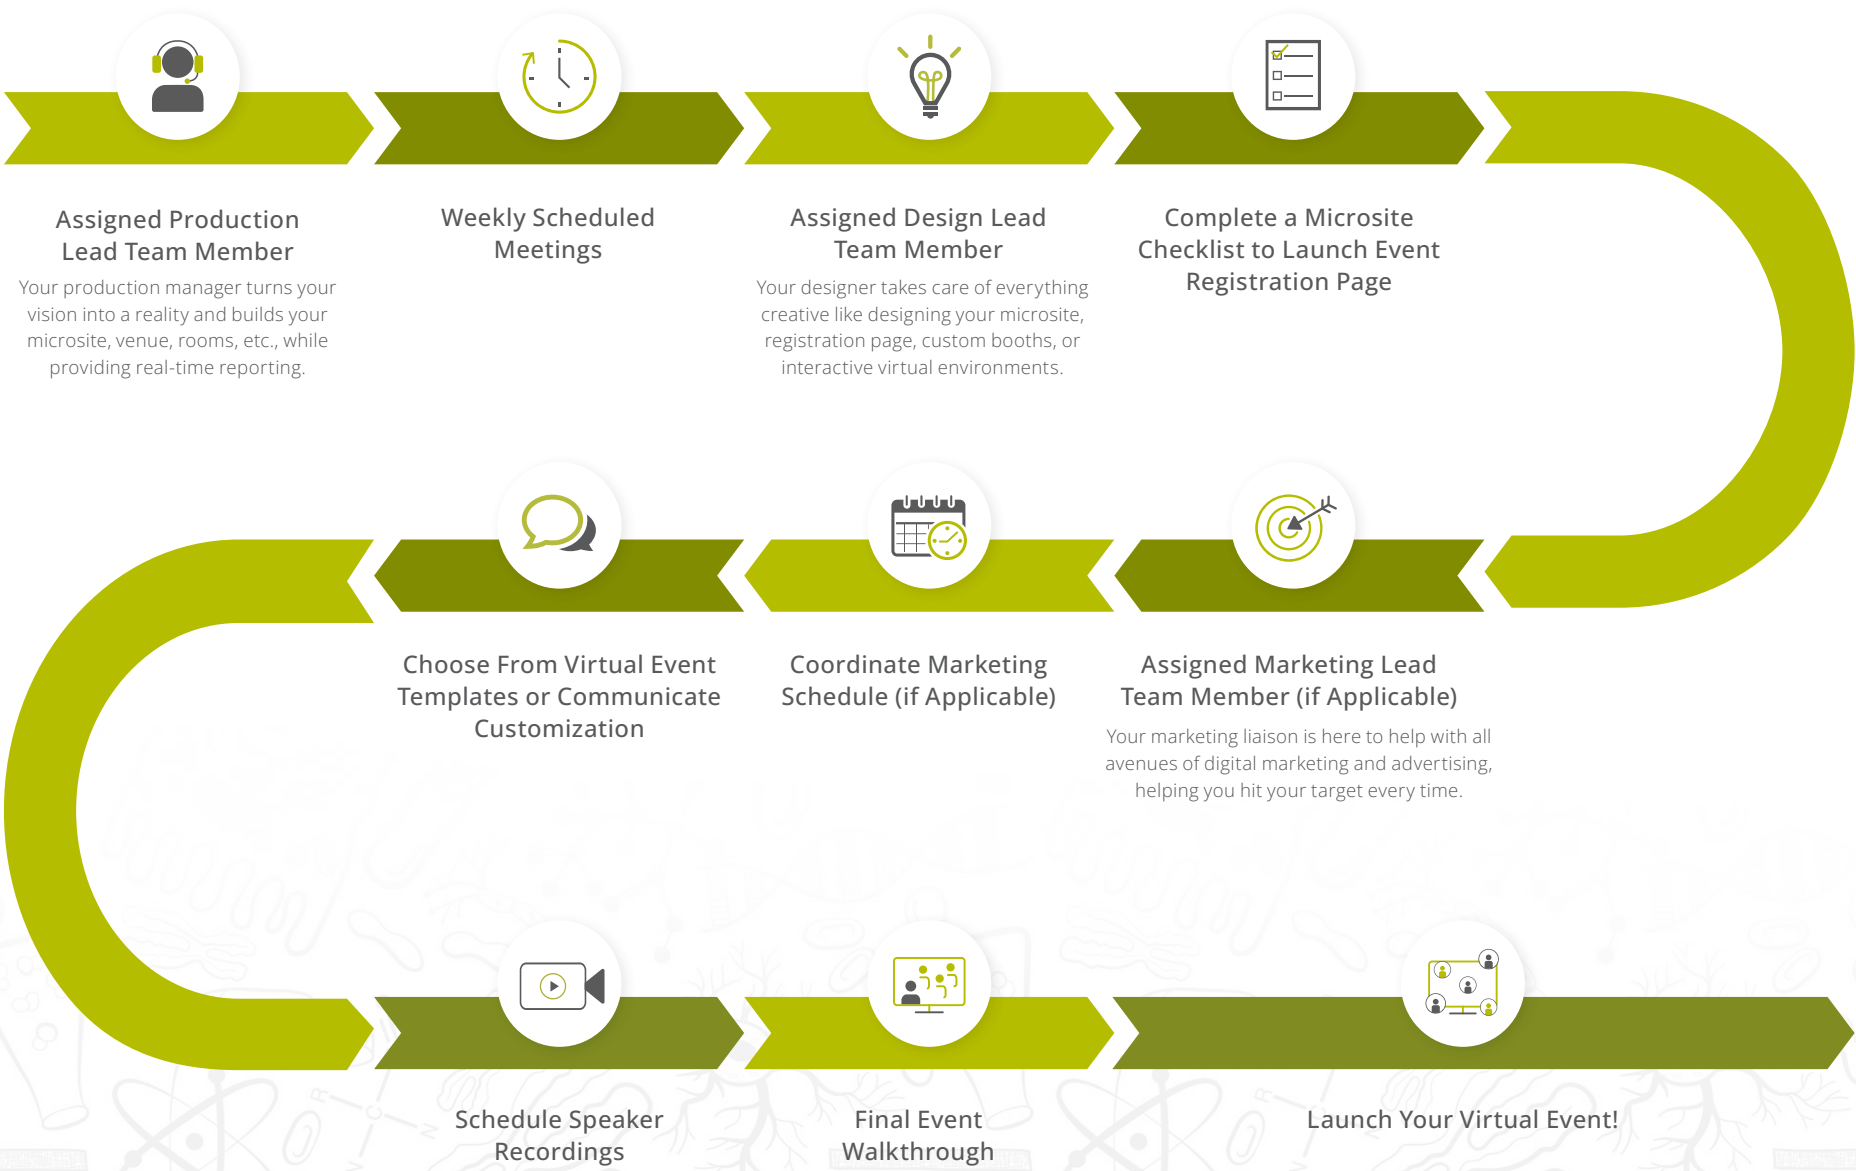 Assigned Production
Lead Team Member
Your production manager turns your
vision into a reality and builds your
microsite, venue, rooms, etc., while
providing real-time reporting.
Weekly Scheduled
Meetings
Assigned Design Lead
Team Member
Your designer takes care of everything
creative like designing your microsite,
registration page, custom booths, or
interactive virtual environments.
Complete a Microsite
Checklist to Launch Event
Registration Page
Assigned Marketing Lead
Team Member (if Applicable)
Your marketing liaison is here to help with all
avenues of digital marketing and advertising,
helping you hit your target every time.
Coordinate Marketing
Schedule (if Applicable)
Choose From Virtual Event
Templates or Communicate
Customization
Schedule Speaker
Recordings
Final Event
Walkthrough
Launch Your Virtual Event!